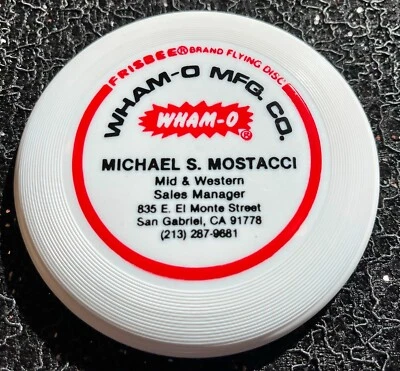 FRISBEE® BRAND FLYING DISC
WHAM-O MFG. CO.
WHAM-O®
MICHAEL S. MOSTACCI
Mid & Western
Sales Manager
835 E. El Monte Street
San Gabriel, CA 91778
(213) 287-9681